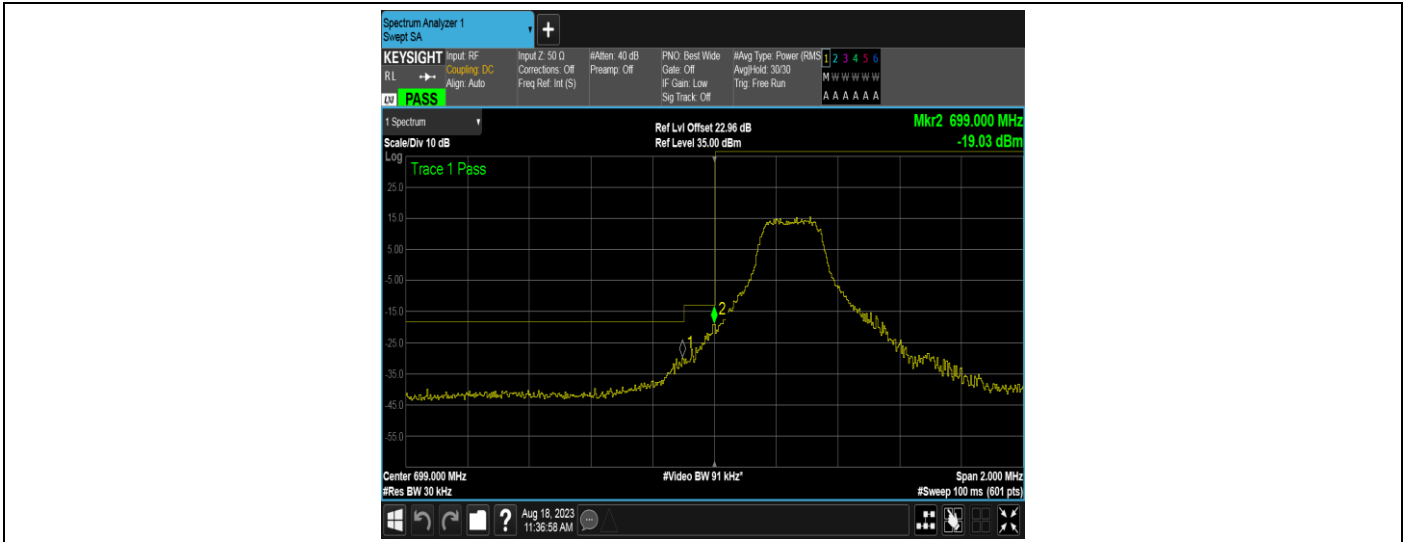 Spectrum Analyzer 1
Swept SA
+
KEYSIGHT Input: RF Input Z: 50 Ω #Atten: 40 dB PNO: Best Wide #Avg Type: Power (RMS 1 2 3 4 5 6
RL Coupling: DC Corrections: Off Preamp: Off Gate: Off Avg|Hold: 30/30 M W W W W W
Align: Auto Freq Ref: Int (S) IF Gain: Low Trig: Free Run
LXI PASS Sig Track: Off A A A A A A
1 Spectrum Ref Lvl Offset 22.96 dB Mkr2 699.000 MHz
Scale/Div 10 dB Ref Level 35.00 dBm -19.03 dBm
Log
Trace 1 Pass
25.0
15.0
5.00
-5.00
-15.0
2
-25.0
1
-35.0
-45.0
-55.0
Center 699.000 MHz #Video BW 91 kHz* Span 2.000 MHz
#Res BW 30 kHz #Sweep 100 ms (601 pts)
? Aug 18, 2023
11:36:58 AM